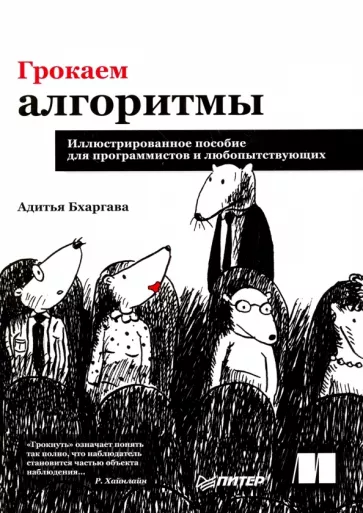 Грокаем
алгоритмы
Иллюстрированное пособие
для программистов и любопытствующих
Адитья Бхаргава
«Грокнуть» означает понять
так полно, что наблюдатель
становится частью объекта
наблюдения...
Р. Хайнлайн
ПИТЕР